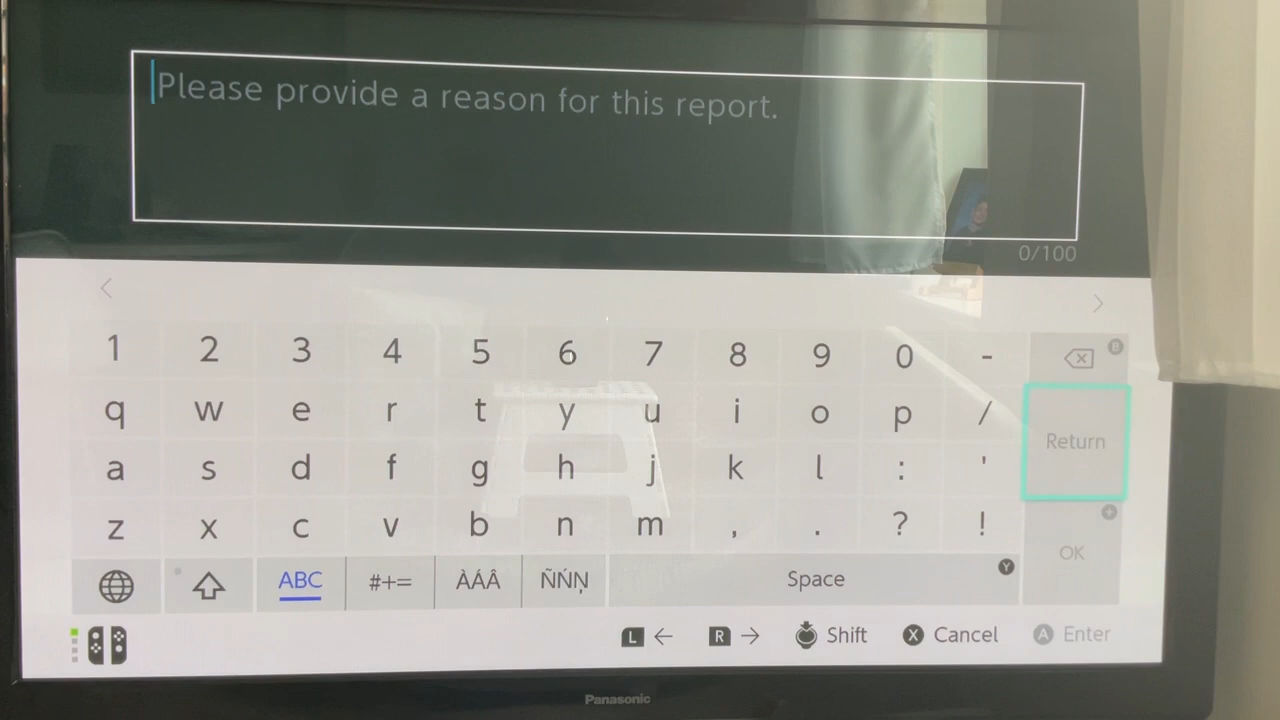 Please provide a reason for this report.
0/100
1 2 3 4 5 6 7 8 9 0 -
q w e r t y u i o p /
Return
a s d f g h j k l : '
z x c v b n m , . ? !
OK
ABC #+= ÀÁÂ ÑŃŅ Space Y
L ← R → Shift X Cancel A Enter
Panasonic